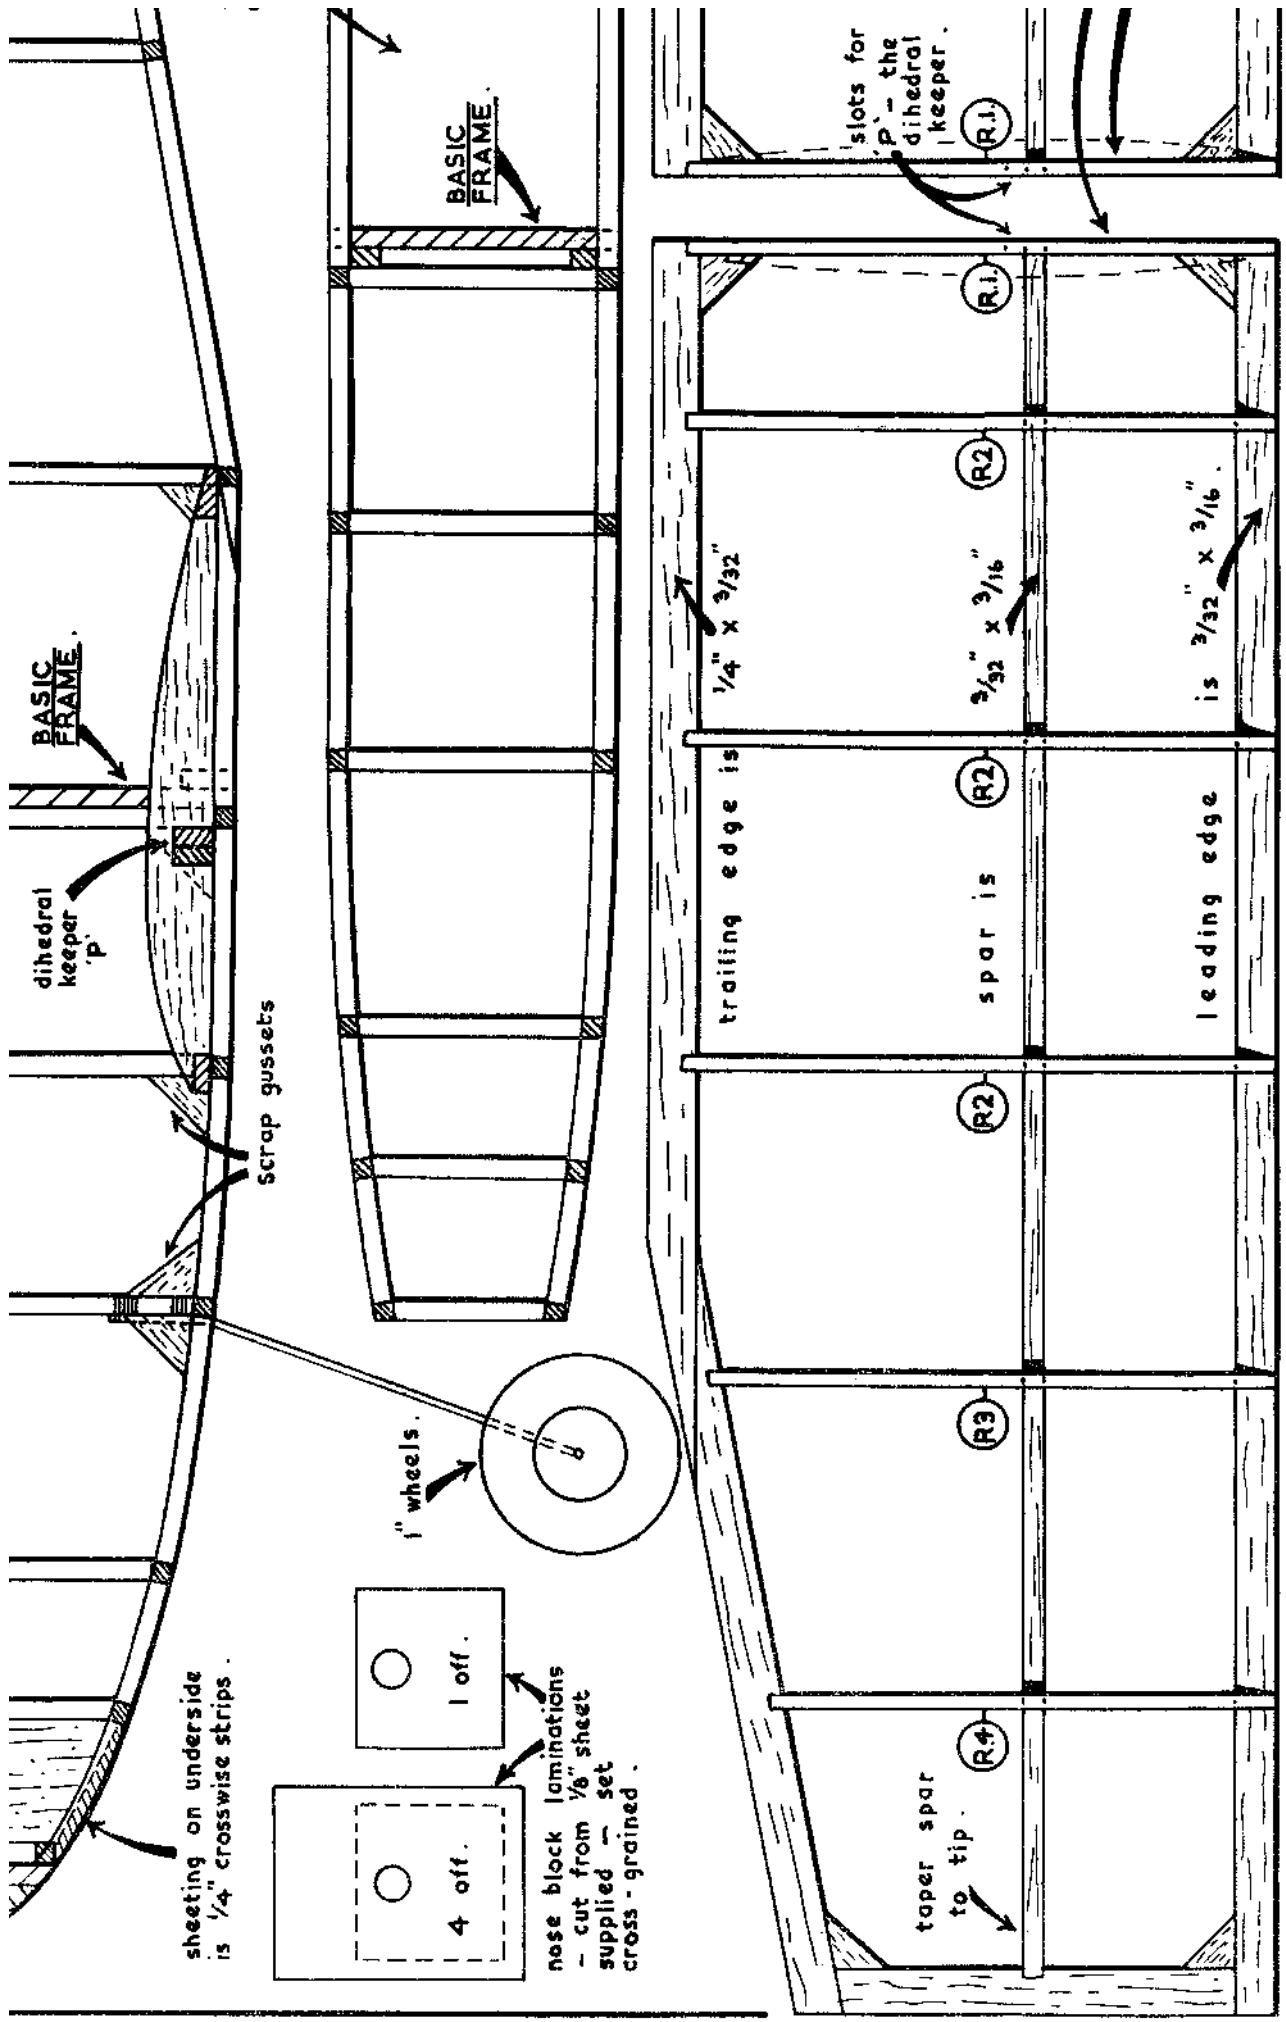 BASIC
FRAME.
BASIC
FRAME.
slots for
'P' - the
dihedral
keeper.
R.1.
R.1.
R2
R2
R2
R3
R.4
dihedral
keeper
'P'
Scrap gussets
trailing edge is 1/4" x 3/32"
spar is 3/32" x 3/16"
leading edge is 3/32" x 3/16".
1" wheels.
sheeting on underside
is 1/4" crosswise strips.
1 off.
4 off.
nose block laminations
- cut from 1/8" sheet
supplied - set
cross-grained.
taper spar
to tip.